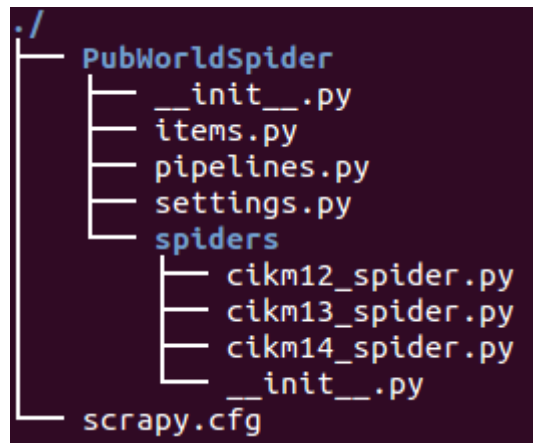 ./
PubWorldSpider
__init__.py
items.py
pipelines.py
settings.py
spiders
cikm12_spider.py
cikm13_spider.py
cikm14_spider.py
__init__.py
scrapy.cfg